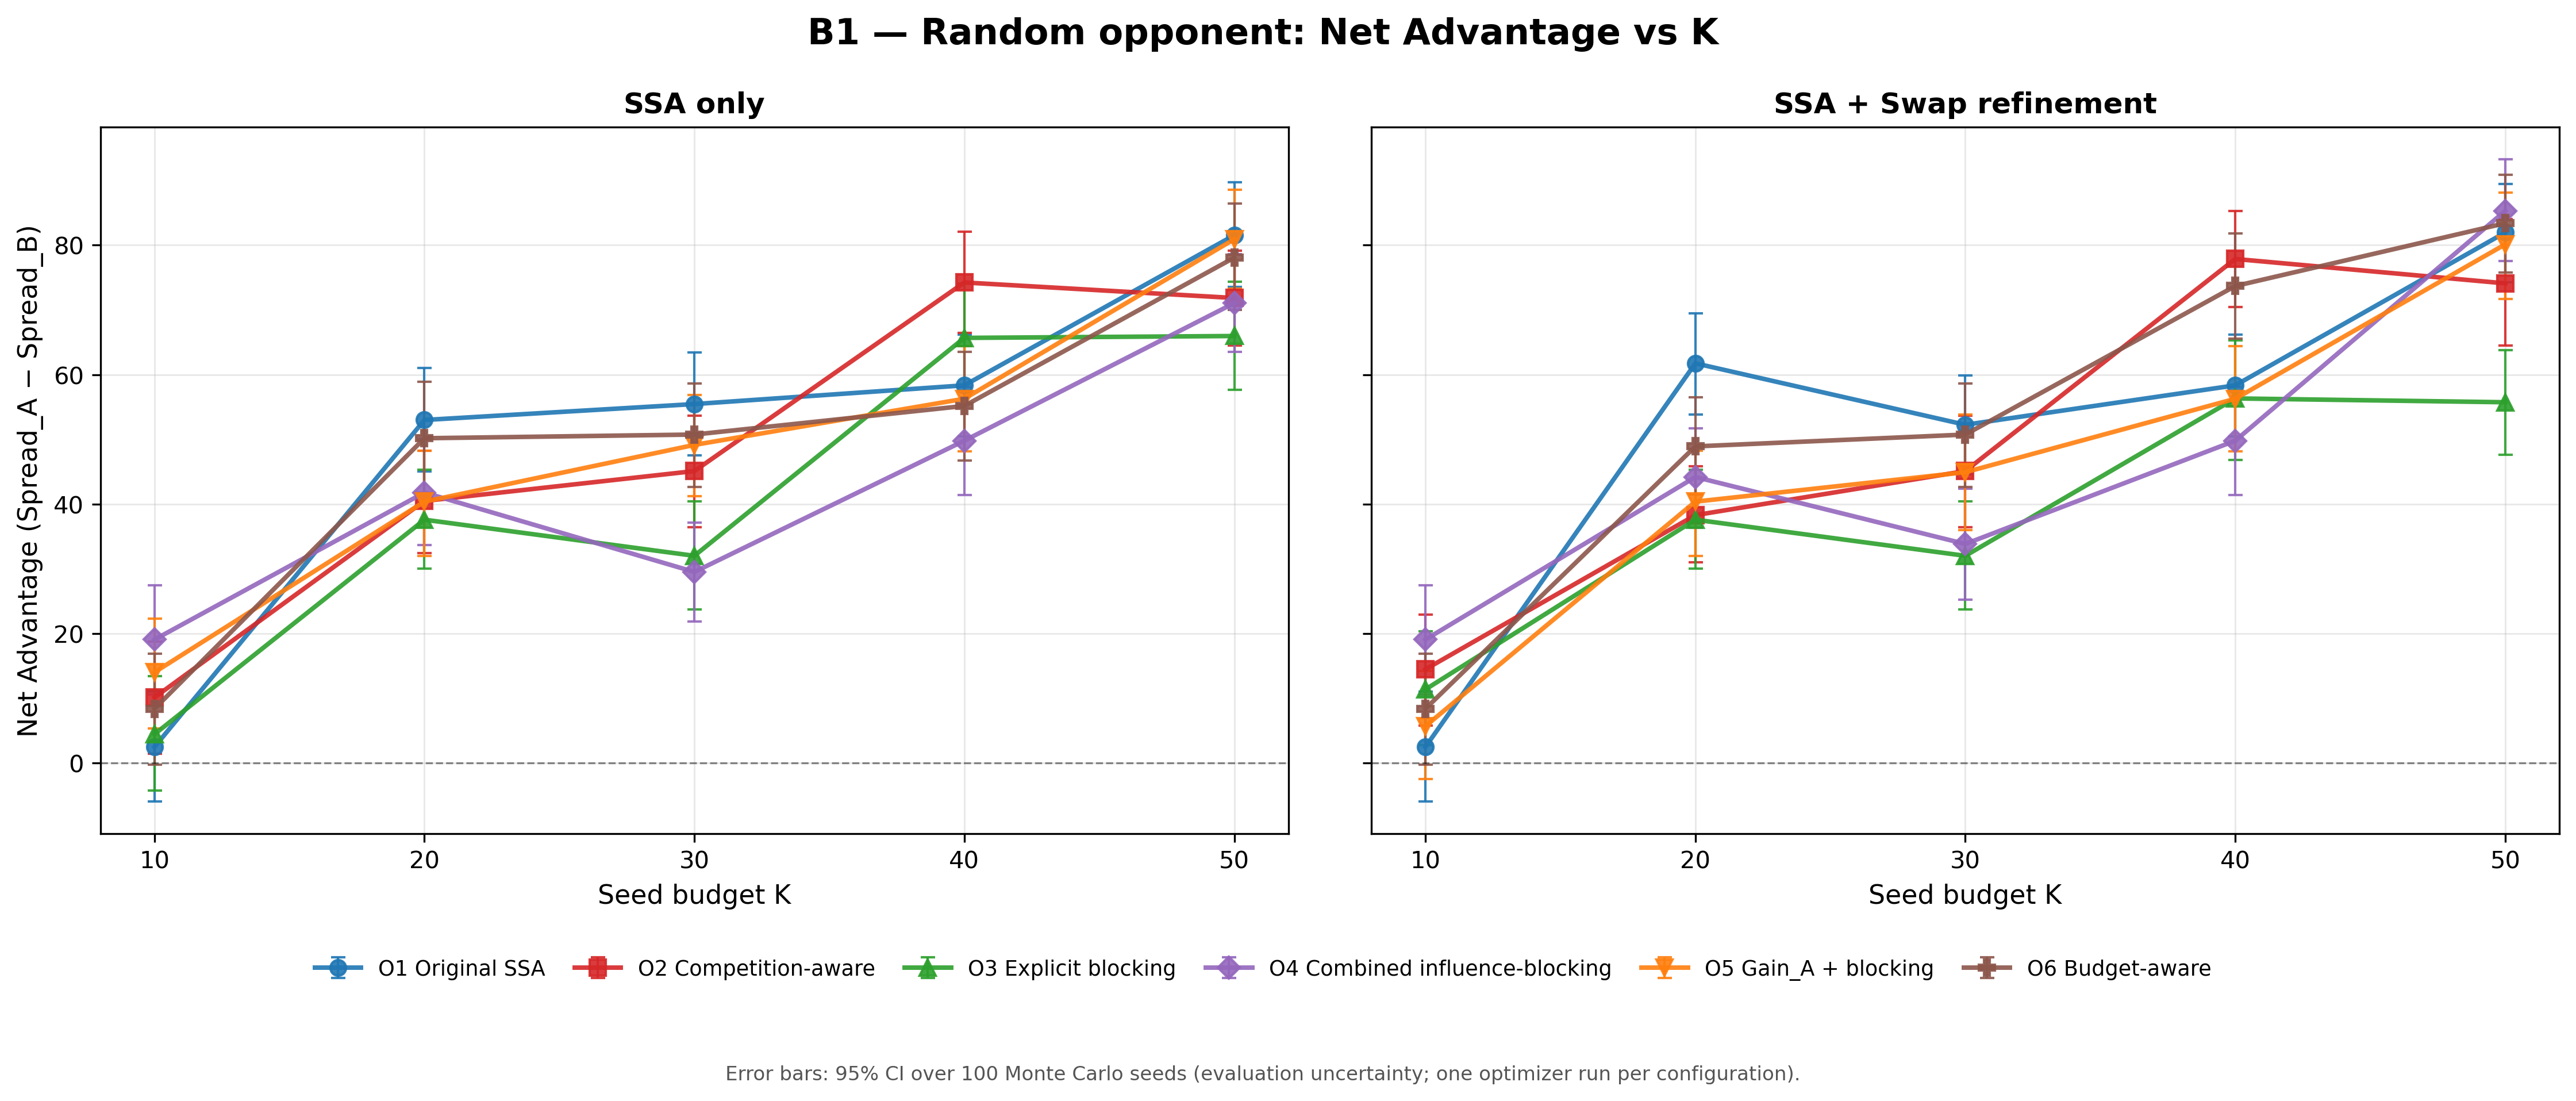 B1 — Random opponent: Net Advantage vs K
SSA only
SSA + Swap refinement
Net Advantage (Spread_A − Spread_B)
80
60
40
20
0
10 20 30 40 50
10 20 30 40 50
Seed budget K
Seed budget K
O1 Original SSA O2 Competition-aware O3 Explicit blocking O4 Combined influence-blocking O5 Gain_A + blocking O6 Budget-aware
Error bars: 95% CI over 100 Monte Carlo seeds (evaluation uncertainty; one optimizer run per configuration).